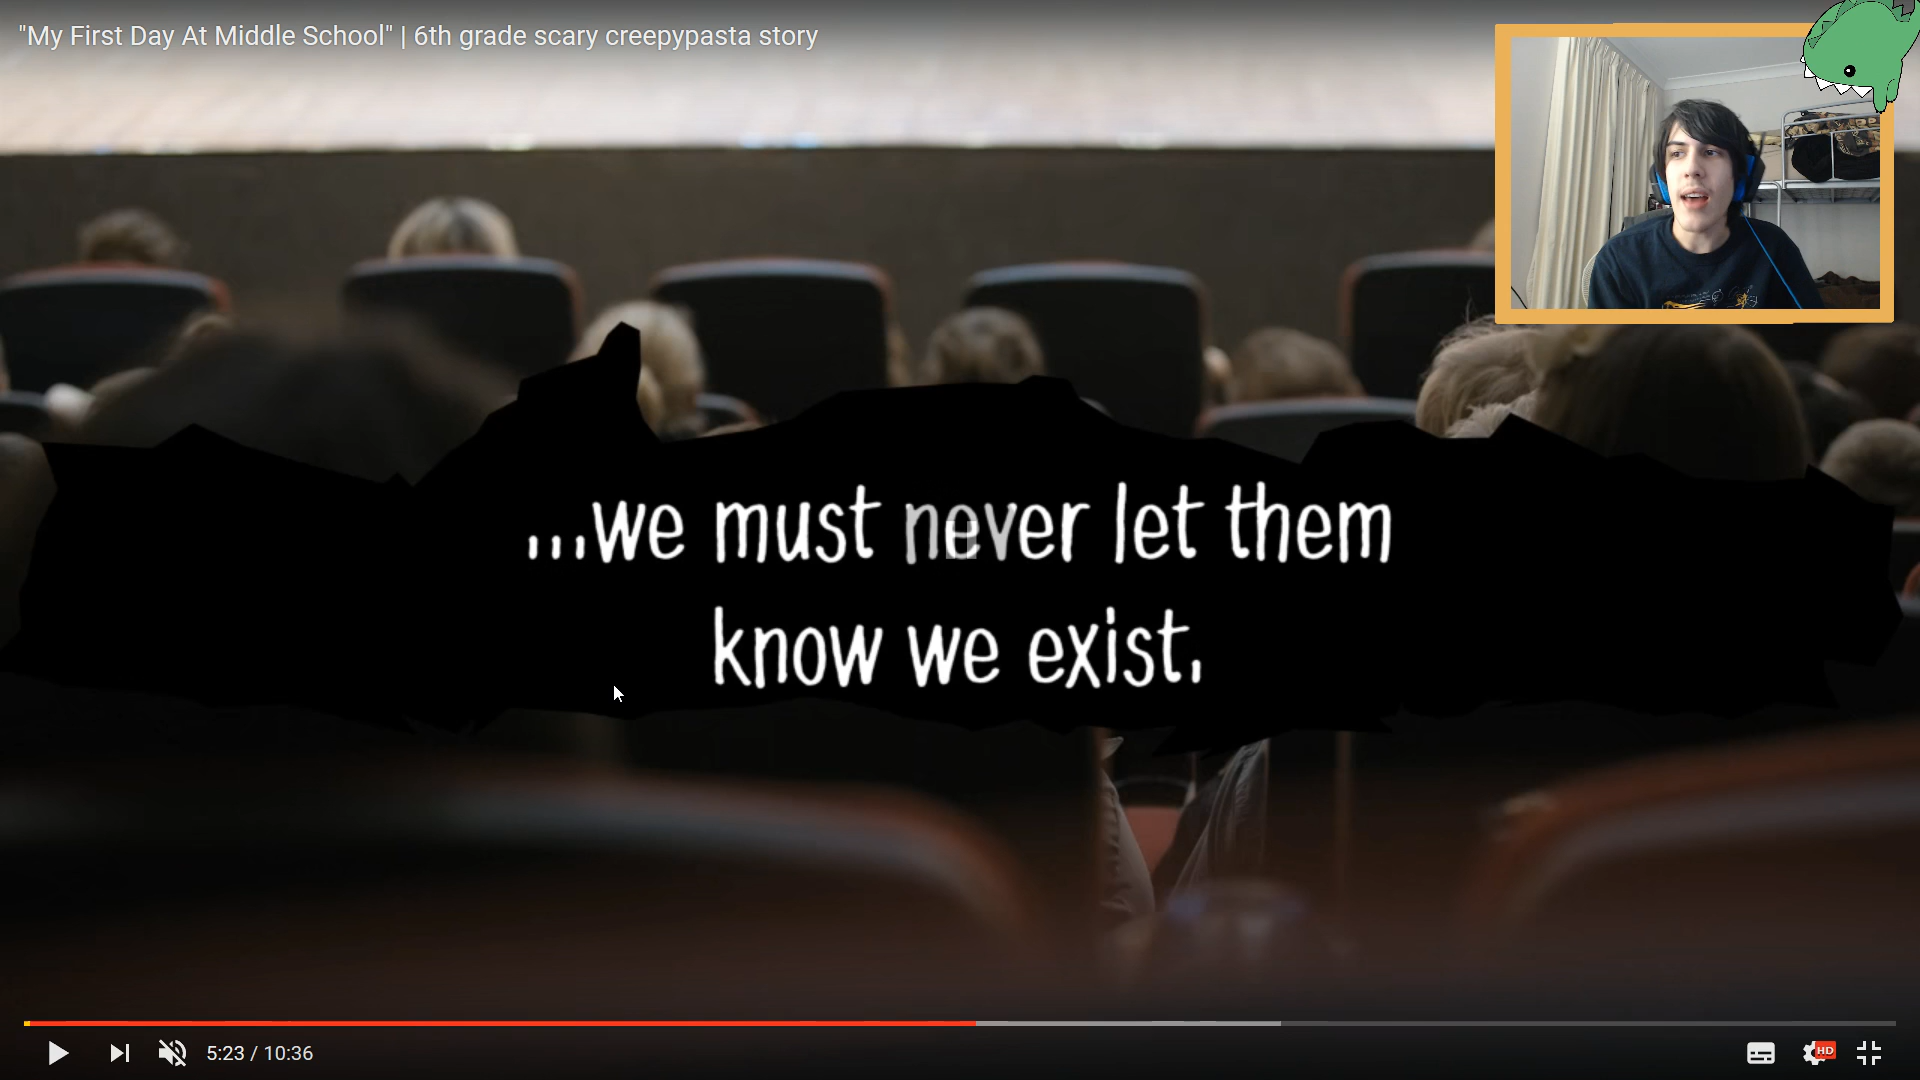 "My First Day At Middle School" | 6th grade scary creepypasta story
...we must never let them
know we exist.
5:23 / 10:36
HD